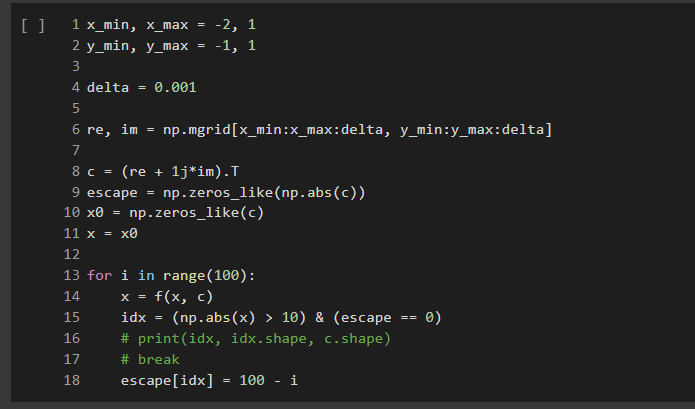 [ ] 1 x_min, x_max = -2, 1
2 y_min, y_max = -1, 1
3
4 delta = 0.001
5
6 re, im = np.mgrid[x_min:x_max:delta, y_min:y_max:delta]
7
8 c = (re + 1j*im).T
9 escape = np.zeros_like(np.abs(c))
10 x0 = np.zeros_like(c)
11 x = x0
12
13 for i in range(100):
14     x = f(x, c)
15     idx = (np.abs(x) > 10) & (escape == 0)
16     # print(idx, idx.shape, c.shape)
17     # break
18     escape[idx] = 100 - i